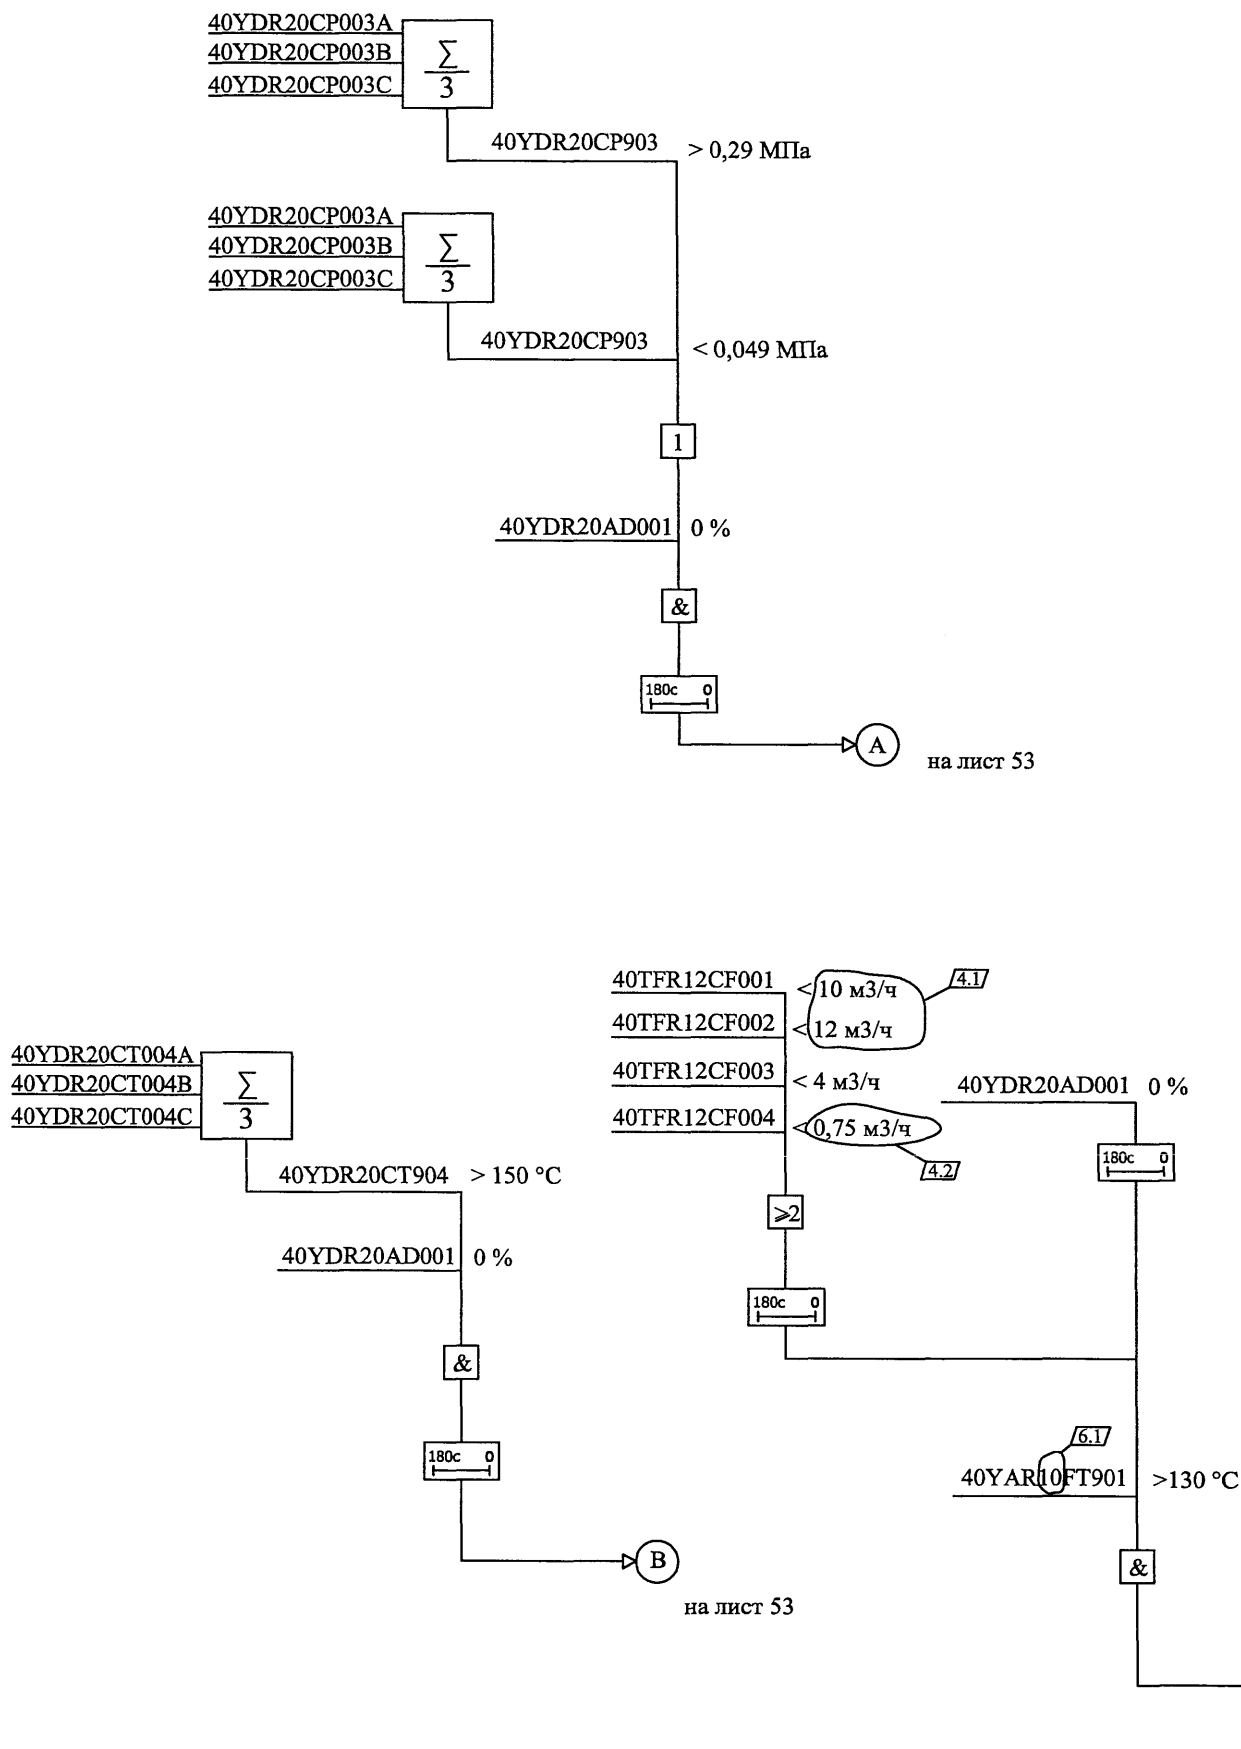 40YDR20CP003A
40YDR20CP003B
40YDR20CP003C
∑
3
40YDR20CP903 > 0,29 МПа
40YDR20CP003A
40YDR20CP003B
40YDR20CP003C
∑
3
40YDR20CP903 < 0,049 МПа
1
40YDR20AD001 0 %
&
180с 0
A
на лист 53
40TFR12CF001 < 10 м3/ч
4.1
40TFR12CF002 < 12 м3/ч
40TFR12CF003 < 4 м3/ч
40TFR12CF004 < 0,75 м3/ч
4.2
≥2
180с 0
40YDR20AD001 0 %
180с 0
6.1
40YAR10FT901 >130 °C
&
40YDR20CT004A
40YDR20CT004B
40YDR20CT004C
∑
3
40YDR20CT904 > 150 °C
40YDR20AD001 0 %
&
180с 0
B
на лист 53